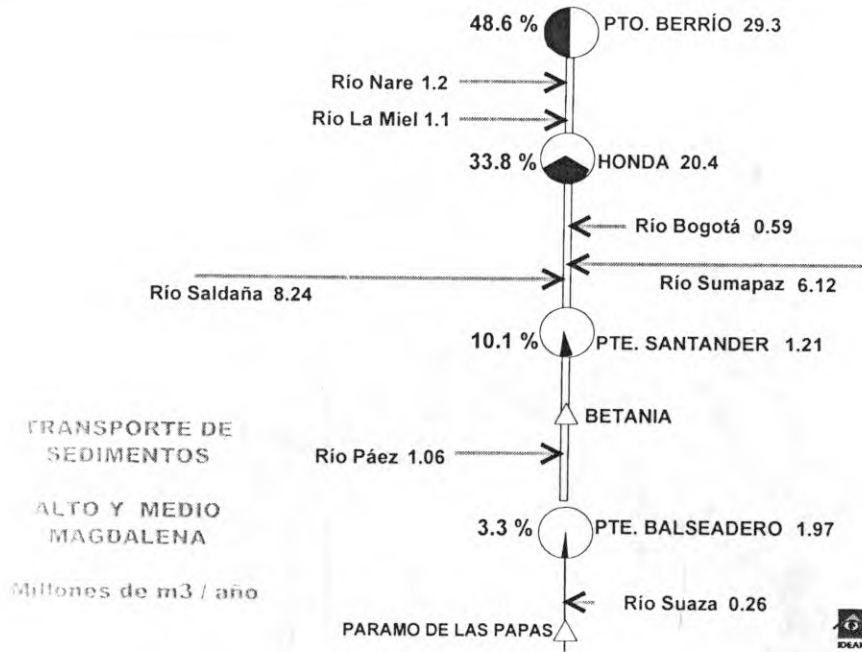 48.6 % PTO. BERRÍO 29.3
Río Nare 1.2
Río La Miel 1.1
33.8 % HONDA 20.4
Río Bogotá 0.59
Río Saldaña 8.24
Río Sumapaz 6.12
10.1 % PTE. SANTANDER 1.21
BETANIA
TRANSPORTE DE
SEDIMENTOS
Río Páez 1.06
ALTO Y MEDIO
MAGDALENA
3.3 % PTE. BALSEADERO 1.97
Millones de m3 / año
Río Suaza 0.26
PARAMO DE LAS PAPAS
IDEAM